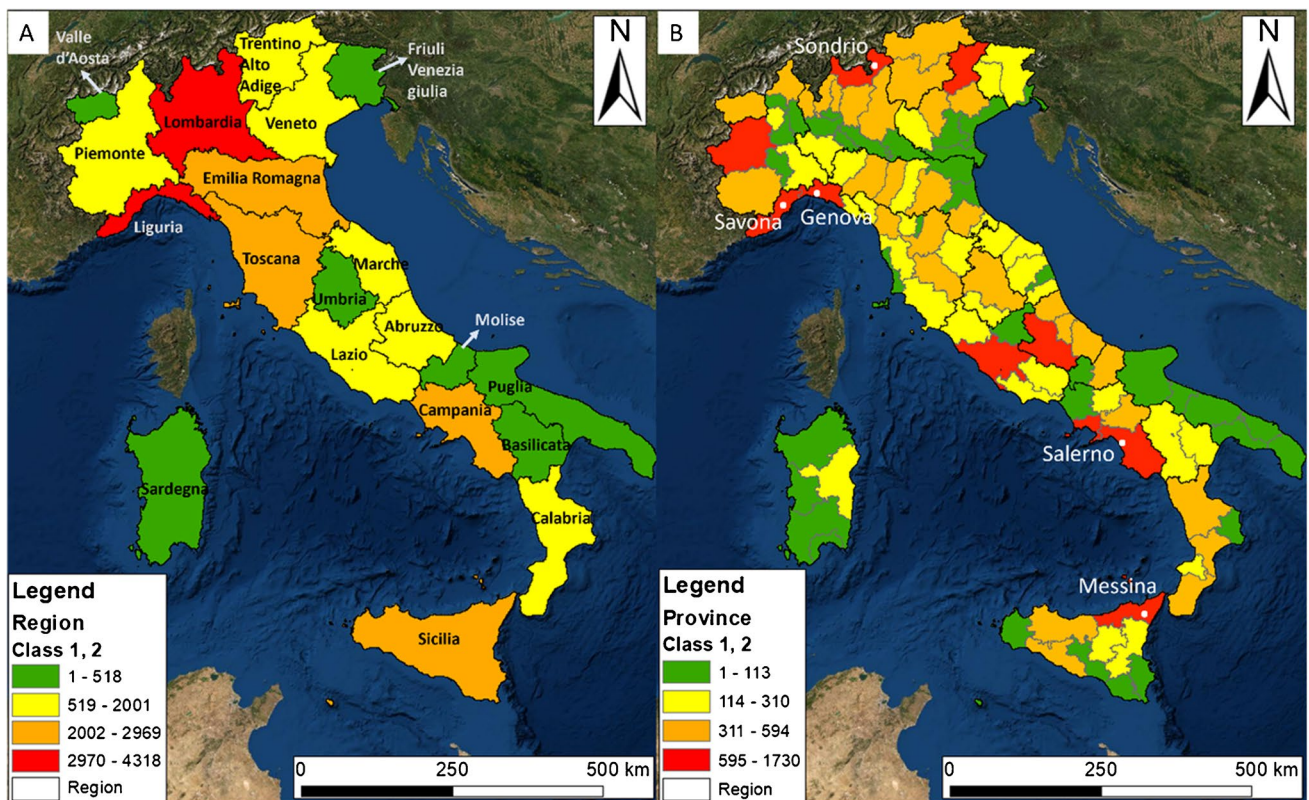 A
Valle
d'Aosta
Trentino
Alto
Adige
Friuli
Venezia
giulia
N
Lombardia
Veneto
Piemonte
Emilia Romagna
Liguria
Toscana
Marche
Umbria
Abruzzo
Molise
Lazio
Puglia
Campania
Basilicata
Sardegna
Calabria
Sicilia
Legend
Region
Class 1, 2
1 - 518
519 - 2001
2002 - 2969
2970 - 4318
Region
0 250 500 km
B
Sondrio
N
Savona
Genova
Salerno
Messina
Legend
Province
Class 1, 2
1 - 113
114 - 310
311 - 594
595 - 1730
Region
0 250 500 km